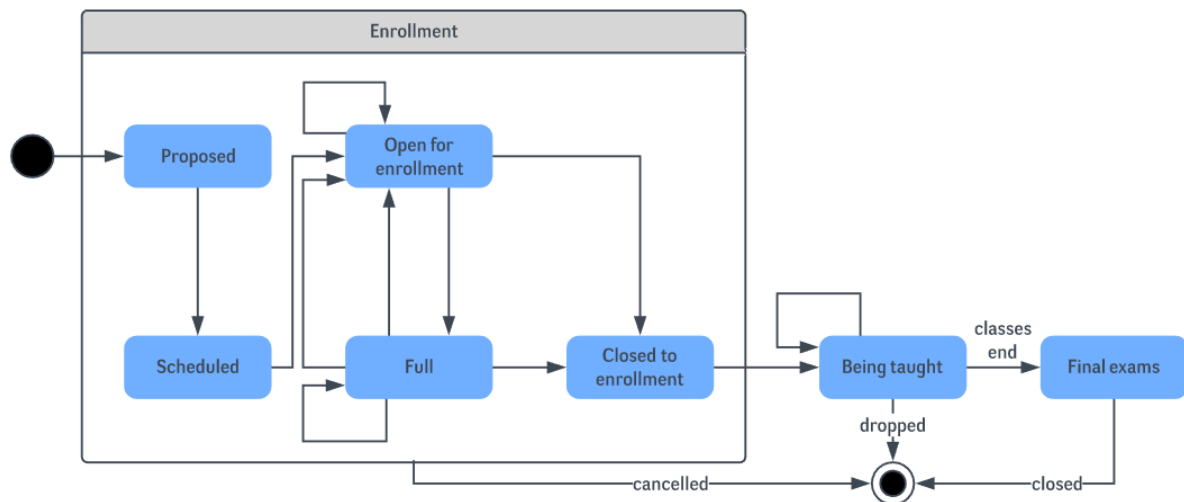 Enrollment
Proposed
Open for
enrollment
Scheduled
Full
Closed to
enrollment
Being taught
classes
end
Final exams
dropped
cancelled
closed